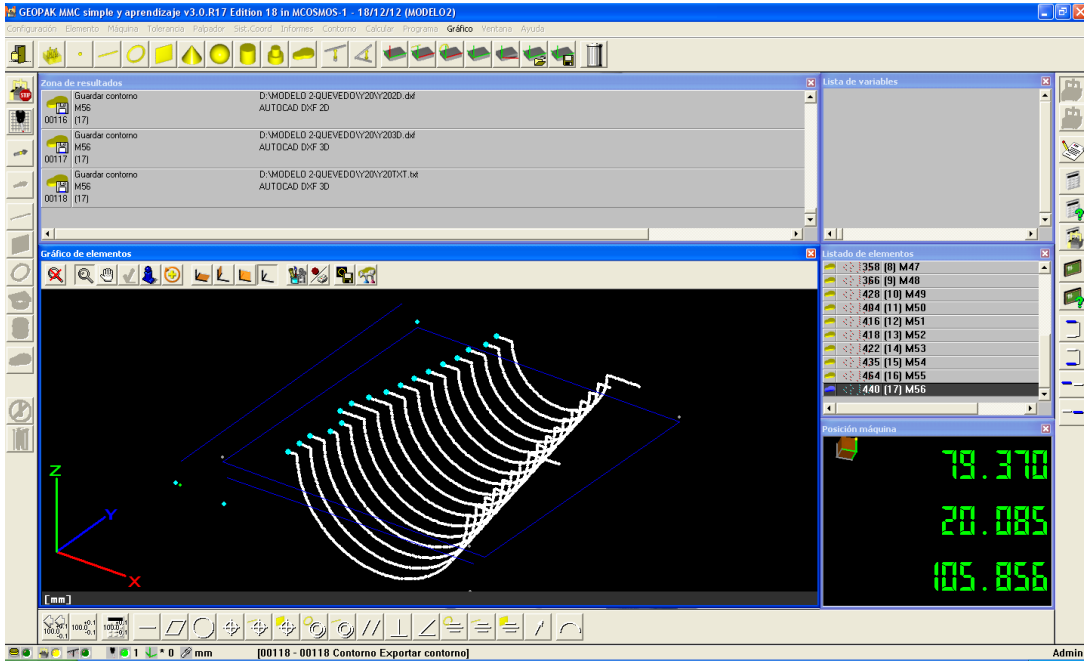 GEOPAK MMC simple y aprendizaje v3.0.R17 Edition 18 in MCOSMOS-1 - 18/12/12 (MODELO2)
Configuración Elemento Máquina Tolerancia Palpador Sist.Coord Informes Contorno Calcular Programa Gráfico Ventana Ayuda
Zona de resultados
Guardar contorno D:\MODELO 2-QUEVEDO\Y20\Y202D.dxf
M56 AUTOCAD DXF 2D
00116 (17)
Guardar contorno D:\MODELO 2-QUEVEDO\Y20\Y203D.dxf
M56 AUTOCAD DXF 3D
00117 (17)
Guardar contorno D:\MODELO 2-QUEVEDO\Y20\Y20TXT.txt
M56 AUTOCAD DXF 3D
00118 (17)
Lista de variables
Gráfico de elementos
Z
Y
X
[mm]
Listado de elementos
358 (8) M47
366 (9) M48
428 (10) M49
404 (11) M50
416 (12) M51
418 (13) M52
422 (14) M53
435 (15) M54
464 (16) M55
440 (17) M56
Posición máquina
79.370
20.085
105.856
1 * 0 mm [00118 - 00118 Contorno Exportar contorno] Admin